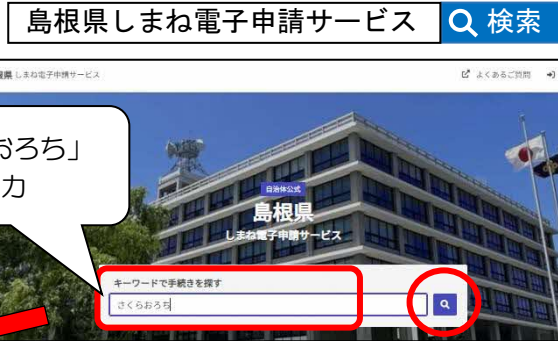 島根県しまね電子申請サービス
検索
根県 しまね電子申請サービス
よくあるご質問
おろち」
力
自治体公式
島根県
しまね電子申請サービス
キーワードで手続きを探す
さくらおろち